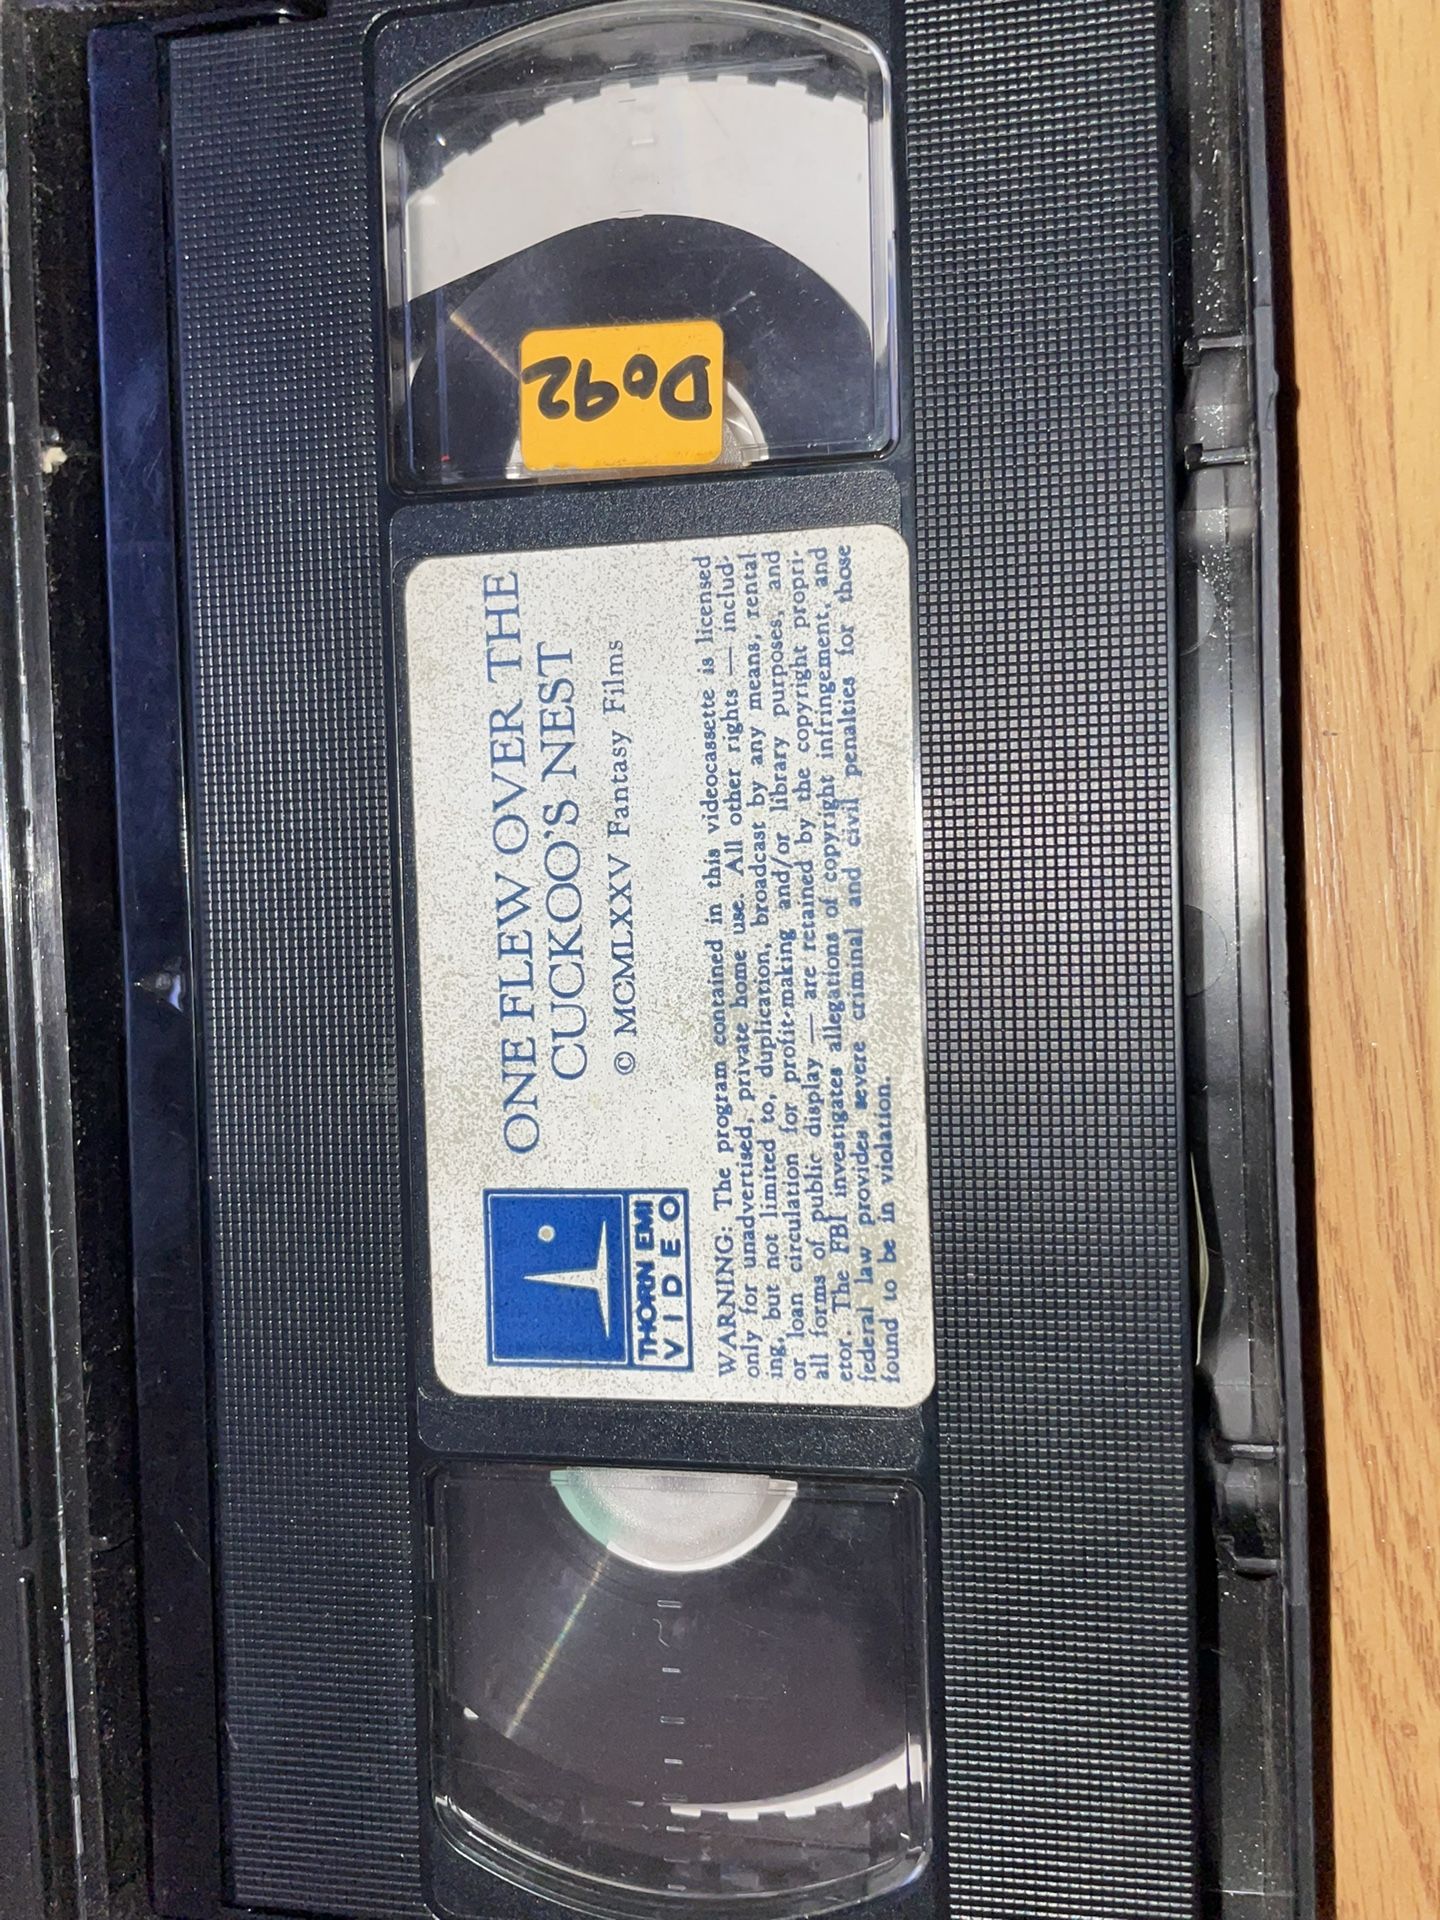 ONE FLEW OVER THE
CUCKOO'S NEST
© MCMLXXV Fantasy Films
THORN EMI
VIDEO
WARNING: The program contained in this videocassette is licensed
only for unadvertised, private home use. All other rights — includ-
ing, but not limited to, duplication, broadcast by any means, rental
or loan circulation for profit-making and/or library purposes, and
all forms of public display — are retained by the copyright propri-
etor. The FBI investigates allegations of copyright infringement, and
federal law provides severe criminal and civil penalties for those
found to be in violation.
Do92